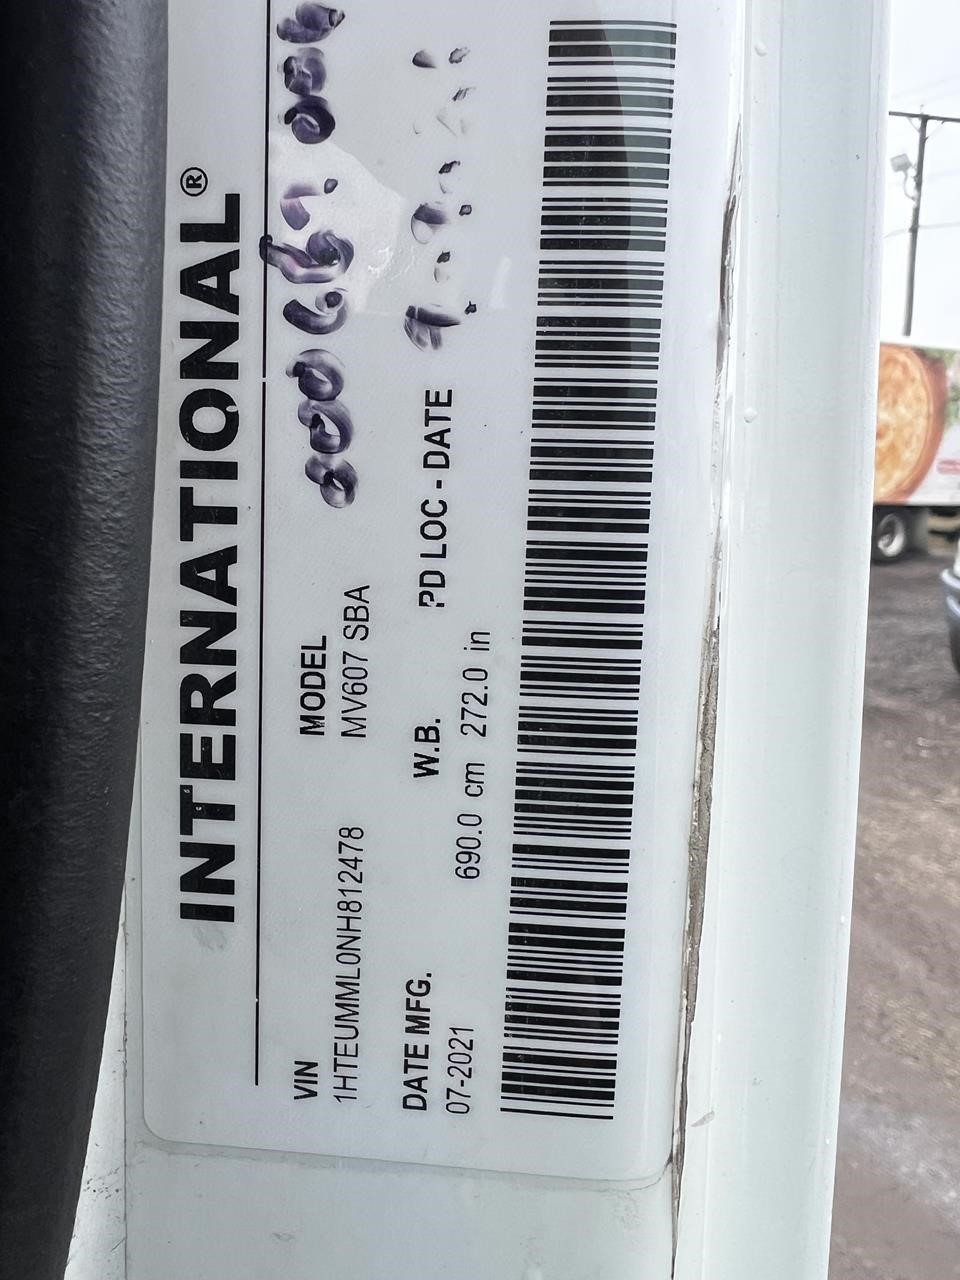 INTERNATIONAL®
VIN MODEL
1HTEUMML0NH812478 MV607 SBA
DATE MFG. W.B. PD LOC - DATE
07-2021 690.0 cm 272.0 in